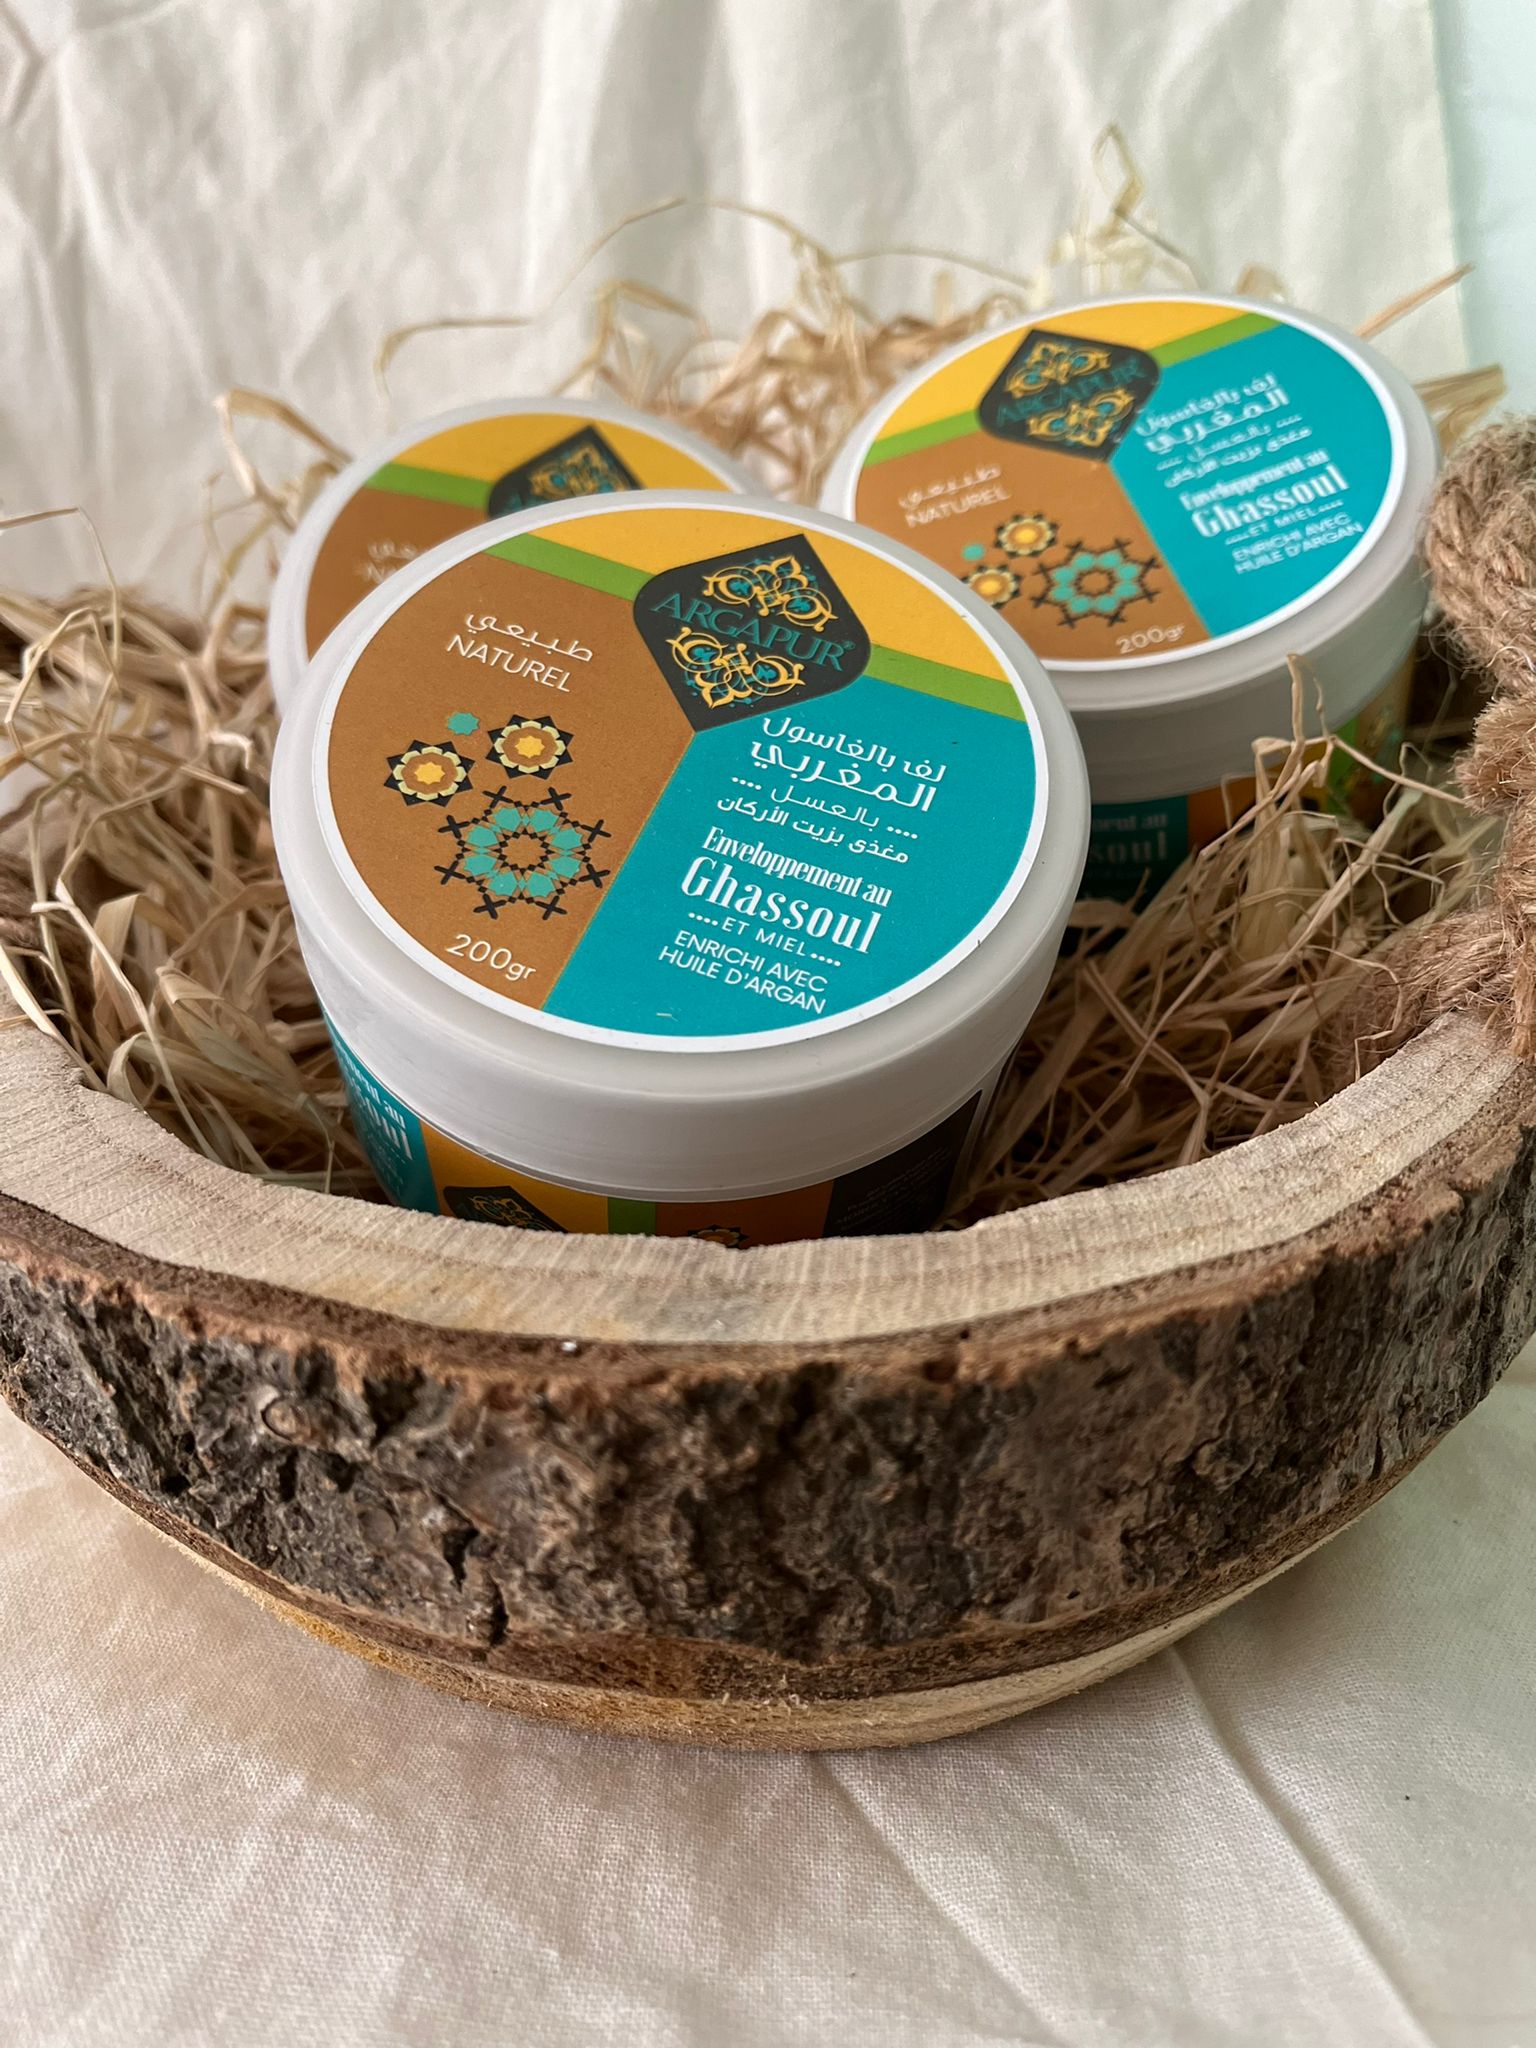 ARGAPUR®
طبيعي
NATUREL
لف بالغاسول
المغربي
.... بالعسل ....
مغذى بزيت الأركان
Enveloppement au
Ghassoul
....ET MIEL....
ENRICHI AVEC
HUILE D'ARGAN
200gr
ARGAPUR®
طبيعي
NATUREL
لف بالغاسول
المغربي
.... بالعسل ....
مغذى بزيت الأركان
Enveloppement au
Ghassoul
....ET MIEL....
ENRICHI AVEC
HUILE D'ARGAN
200gr